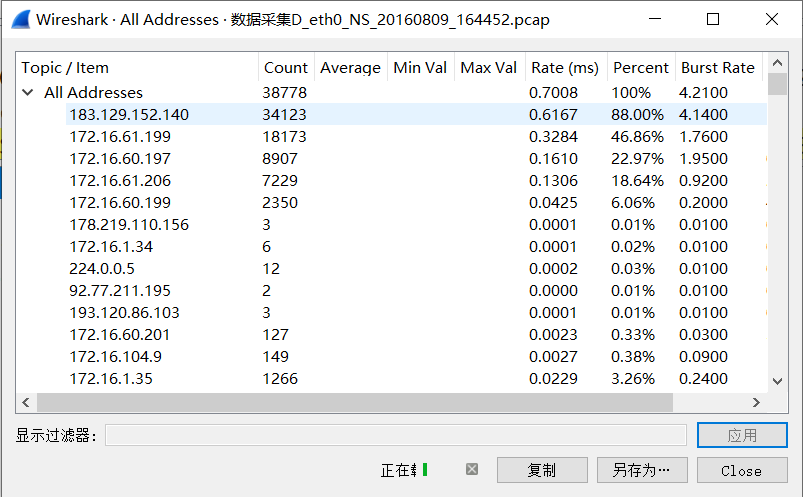 Wireshark · All Addresses · 数据采集D_eth0_NS_20160809_164452.pcap
Topic / Item Count Average Min Val Max Val Rate (ms) Percent Burst Rate
All Addresses 38778 0.7008 100% 4.2100
183.129.152.140 34123 0.6167 88.00% 4.1400
172.16.61.199 18173 0.3284 46.86% 1.7600
172.16.60.197 8907 0.1610 22.97% 1.9500
172.16.61.206 7229 0.1306 18.64% 0.9200
172.16.60.199 2350 0.0425 6.06% 0.2000
178.219.110.156 3 0.0001 0.01% 0.0100
172.16.1.34 6 0.0001 0.02% 0.0100
224.0.0.5 12 0.0002 0.03% 0.0100
92.77.211.195 2 0.0000 0.01% 0.0100
193.120.86.103 3 0.0001 0.01% 0.0100
172.16.60.201 127 0.0023 0.33% 0.0300
172.16.104.9 149 0.0027 0.38% 0.0900
172.16.1.35 1266 0.0229 3.26% 0.2400
显示过滤器: 应用
正在 复制 另存为… Close